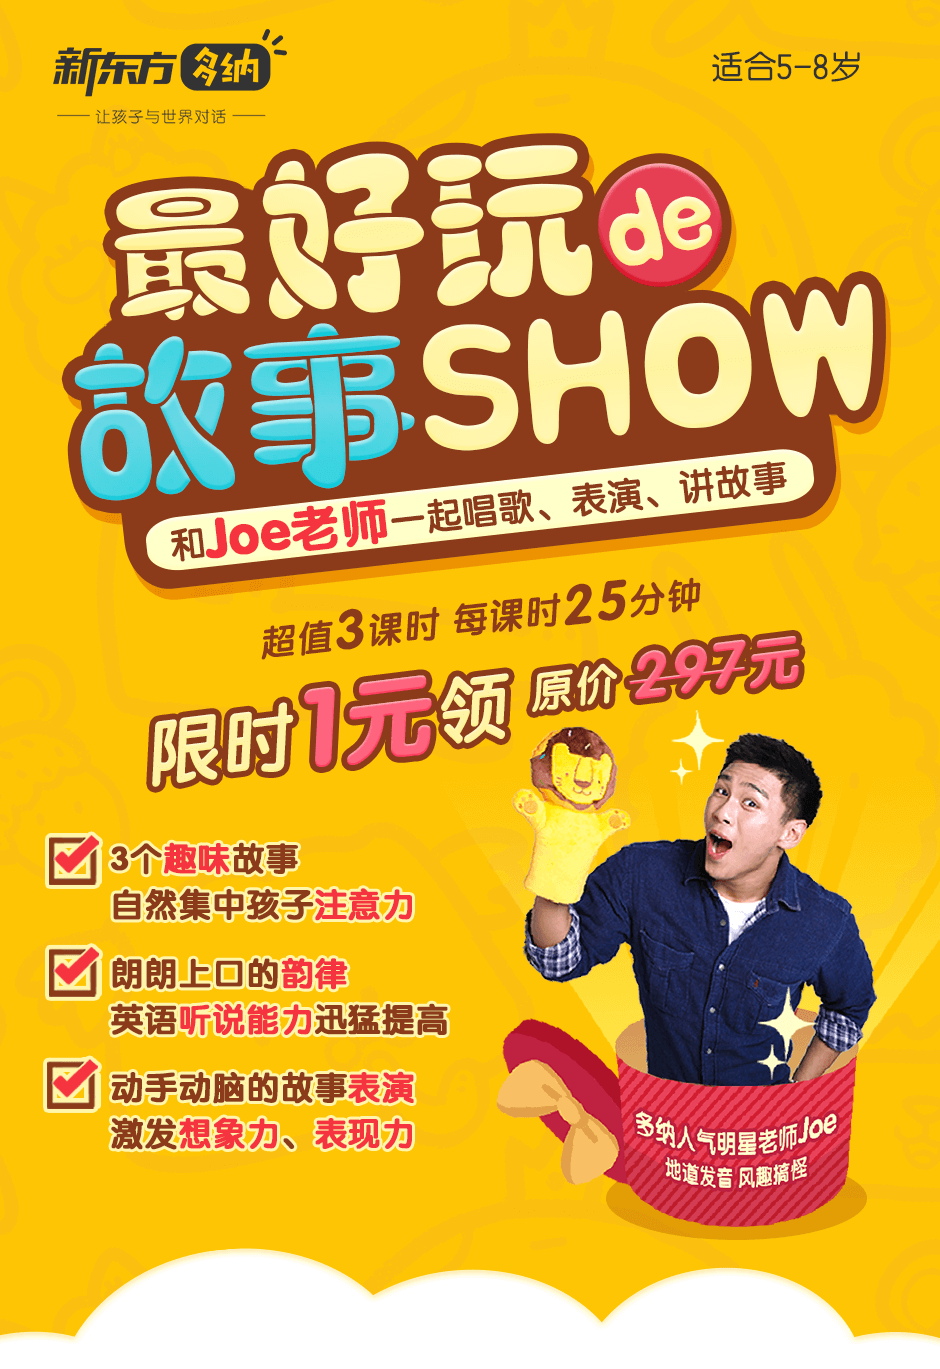 新东方 多纳
让孩子与世界对话
适合5-8岁
最好玩de
故事SHOW
和Joe老师一起唱歌、表演、讲故事
超值3课时 每课时25分钟
限时1元领 原价297元
3个趣味故事
自然集中孩子注意力
朗朗上口的韵律
英语听说能力迅猛提高
动手动脑的故事表演
激发想象力、表现力
多纳人气明星老师Joe
地道发音 风趣搞怪